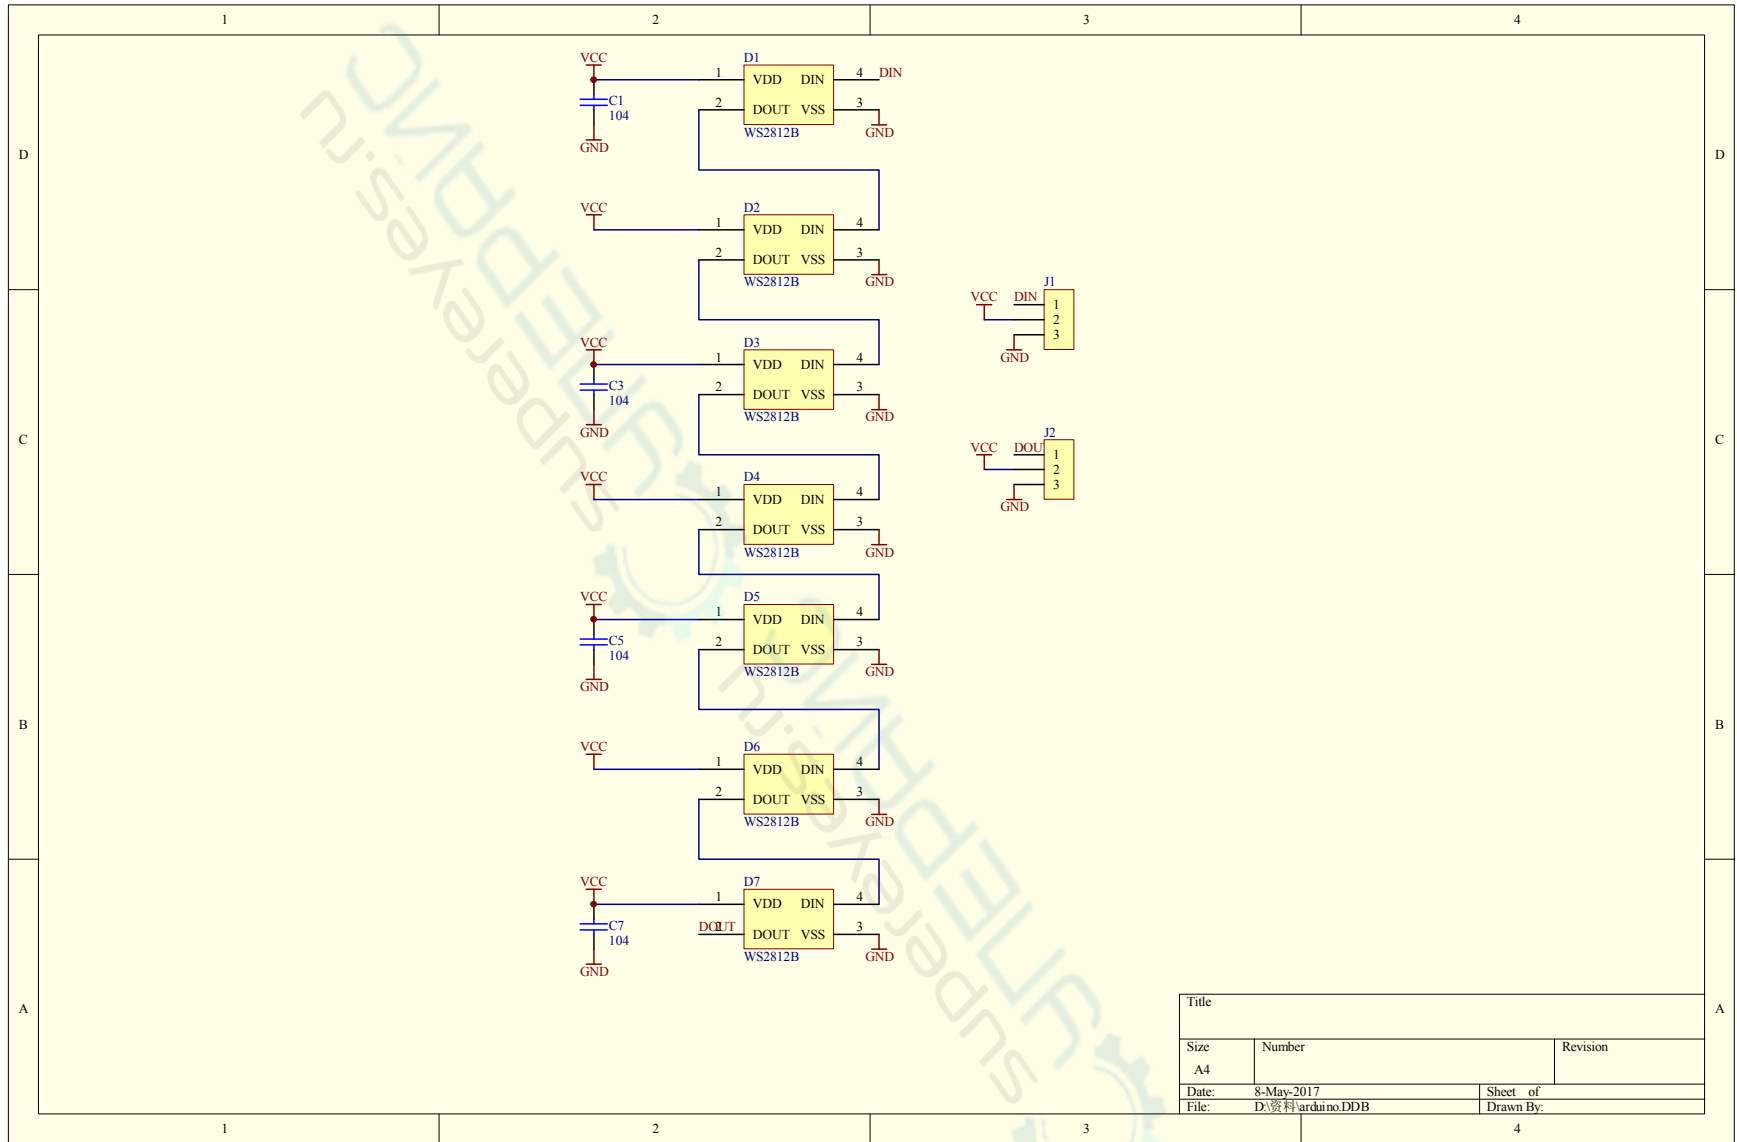 1 2 3 4
VCC
D1
1 VDD DIN 4 DIN
C1
104
2 DOUT VSS 3
WS2812B
GND
GND
D D
VCC
D2
1 VDD DIN 4
2 DOUT VSS 3
WS2812B
GND
J1
VCC DIN 1
2
3
GND
VCC
D3
1 VDD DIN 4
C3
104
2 DOUT VSS 3
WS2812B
GND
GND
C C
J2
VCC DOU 1
2
3
GND
VCC
D4
1 VDD DIN 4
2 DOUT VSS 3
WS2812B
GND
VCC
D5
1 VDD DIN 4
C5
104
2 DOUT VSS 3
WS2812B
GND
GND
B B
VCC
D6
1 VDD DIN 4
2 DOUT VSS 3
WS2812B
GND
VCC
D7
1 VDD DIN 4
C7
104
DOUT 2 DOUT VSS 3
WS2812B
GND
GND
A A
Title
Size Number Revision
A4
Date: 8-May-2017 Sheet of
File: D:\资料\arduino.DDB Drawn By:
1 2 3 4
supereyes.ru
СУПЕРАЙС
supereyes.ru
СУПЕРАЙС